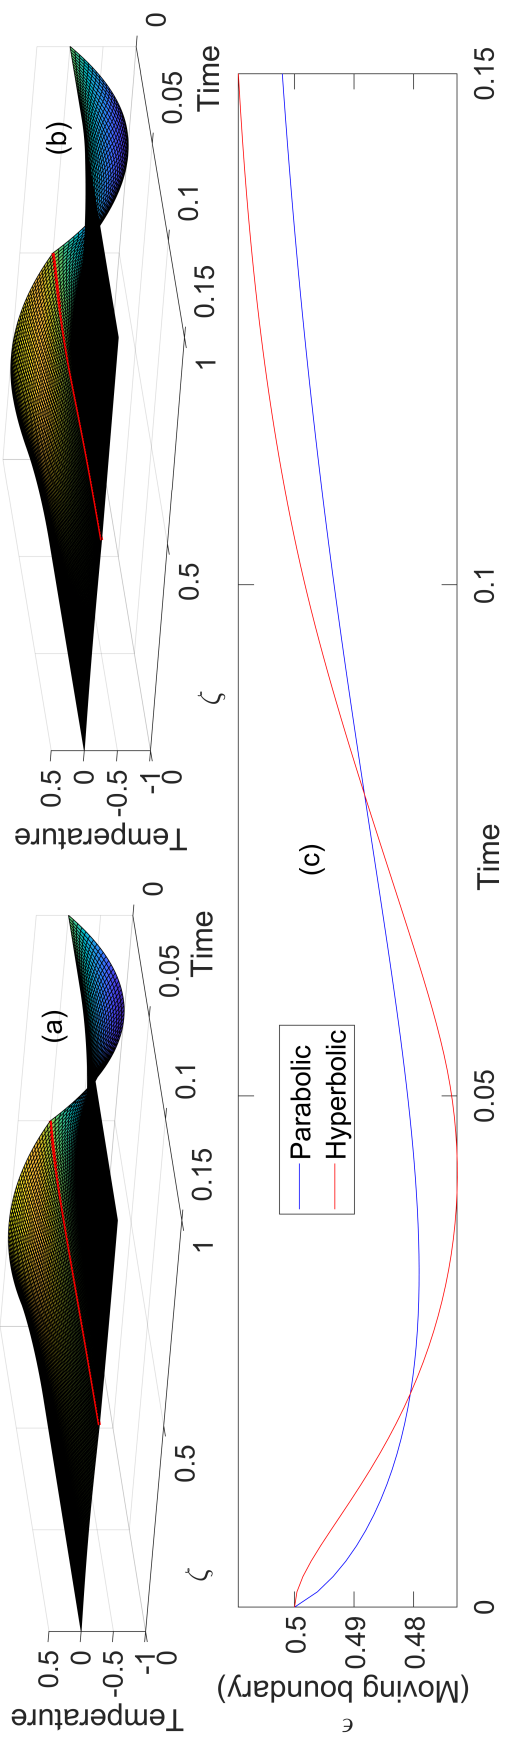 (a)
Temperature
0.5
0
-0.5
-1
0
0.5
1
ζ
0.15
0.1
0.05
0
Time
(b)
Temperature
0.5
0
-0.5
-1
0
0.5
1
ζ
0.15
0.1
0.05
0
Time
(c)
ϵ
(Moving boundary)
0.5
0.49
0.48
Parabolic
Hyperbolic
0
0.05
0.1
0.15
Time